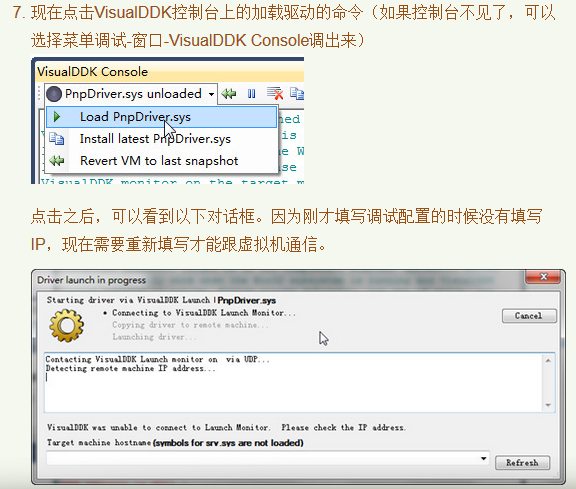 7. 现在点击VisualDDK控制台上的加载驱动的命令（如果控制台不见了，可以
选择菜单调试-窗口-VisualDDK Console调出来）
VisualDDK Console
PnpDriver.sys unloaded
Load PnpDriver.sys
Install latest PnpDriver.sys
Revert VM to last snapshot
VisualDDK monitor on the target m
点击之后，可以看到以下对话框。因为刚才填写调试配置的时候没有填写
IP，现在需要重新填写才能跟虚拟机通信。
Driver launch in progress
Starting driver via VisualDDK Launch PnpDriver.sys
• Connecting to VisualDDK Launch Monitor...
Copying driver to remote machine...
Launching driver...
Cancel
Contacting VisualDDK Launch monitor on via UDP...
Detecting remote machine IP address...
VisualDDK was unable to connect to Launch Monitor. Please check the IP address.
Target machine hostname (symbols for srv.sys are not loaded)
Refresh